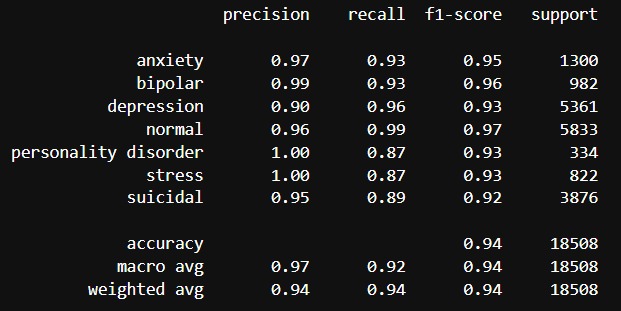 precision recall f1-score support
anxiety 0.97 0.93 0.95 1300
bipolar 0.99 0.93 0.96 982
depression 0.90 0.96 0.93 5361
normal 0.96 0.99 0.97 5833
personality disorder 1.00 0.87 0.93 334
stress 1.00 0.87 0.93 822
suicidal 0.95 0.89 0.92 3876
accuracy 0.94 18508
macro avg 0.97 0.92 0.94 18508
weighted avg 0.94 0.94 0.94 18508